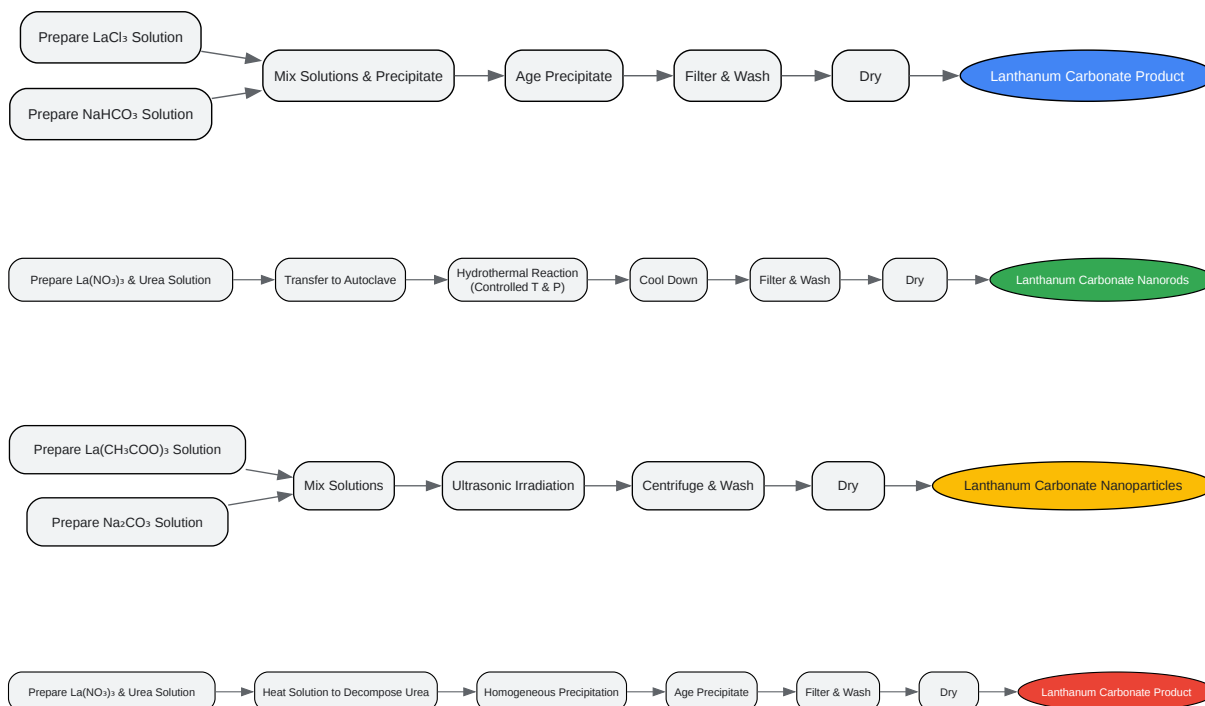 Prepare LaCl₃ Solution
Prepare NaHCO₃ Solution
Mix Solutions & Precipitate
Age Precipitate
Filter & Wash
Dry
Lanthanum Carbonate Product
Prepare La(NO₃)₃ & Urea Solution
Transfer to Autoclave
Hydrothermal Reaction
(Controlled T & P)
Cool Down
Filter & Wash
Dry
Lanthanum Carbonate Nanorods
Prepare La(CH₃COO)₃ Solution
Prepare Na₂CO₃ Solution
Mix Solutions
Ultrasonic Irradiation
Centrifuge & Wash
Dry
Lanthanum Carbonate Nanoparticles
Prepare La(NO₃)₃ & Urea Solution
Heat Solution to Decompose Urea
Homogeneous Precipitation
Age Precipitate
Filter & Wash
Dry
Lanthanum Carbonate Product